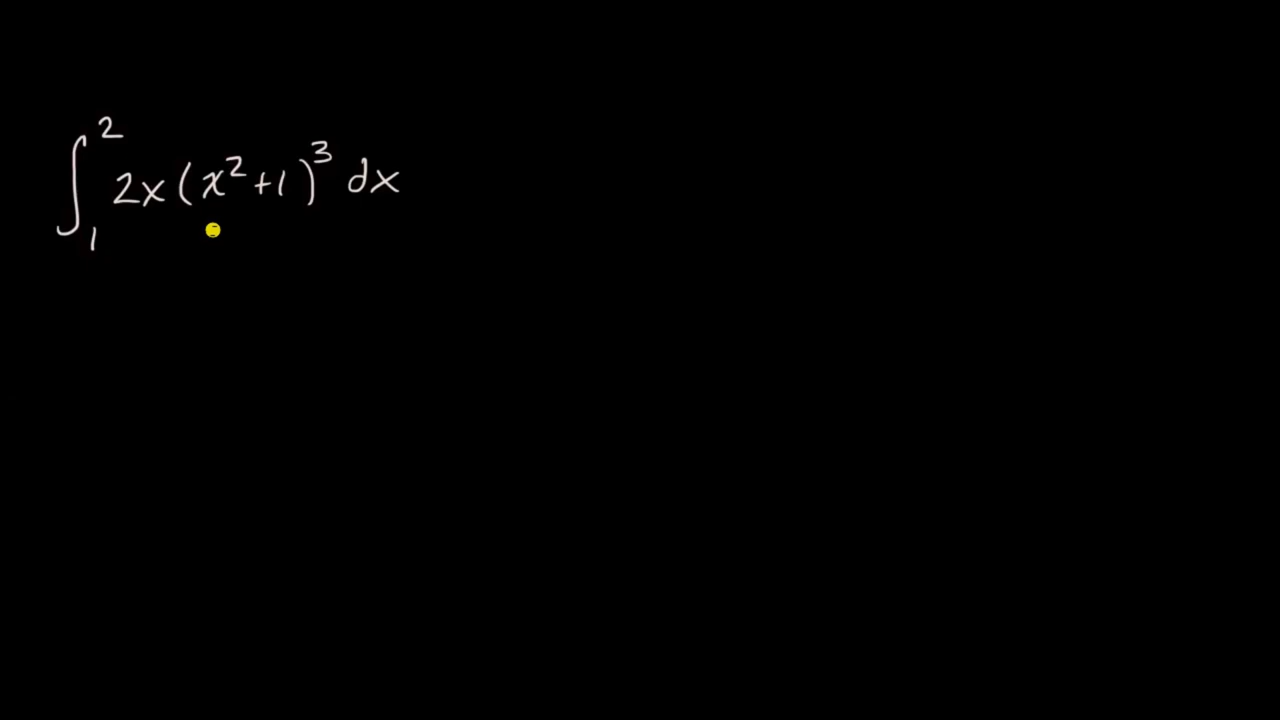 ∫₁² 2x(x²+1)³ dx